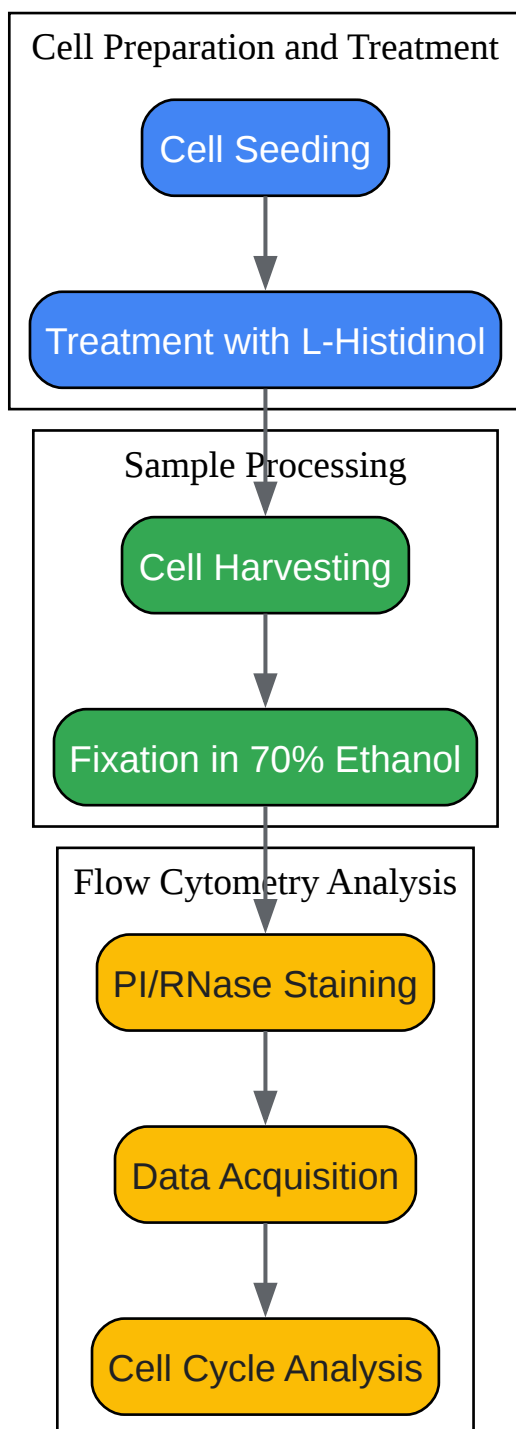 Cell Preparation and Treatment
Cell Seeding
Treatment with L-Histidinol
Sample Processing
Cell Harvesting
Fixation in 70% Ethanol
Flow Cytometry Analysis
PI/RNase Staining
Data Acquisition
Cell Cycle Analysis